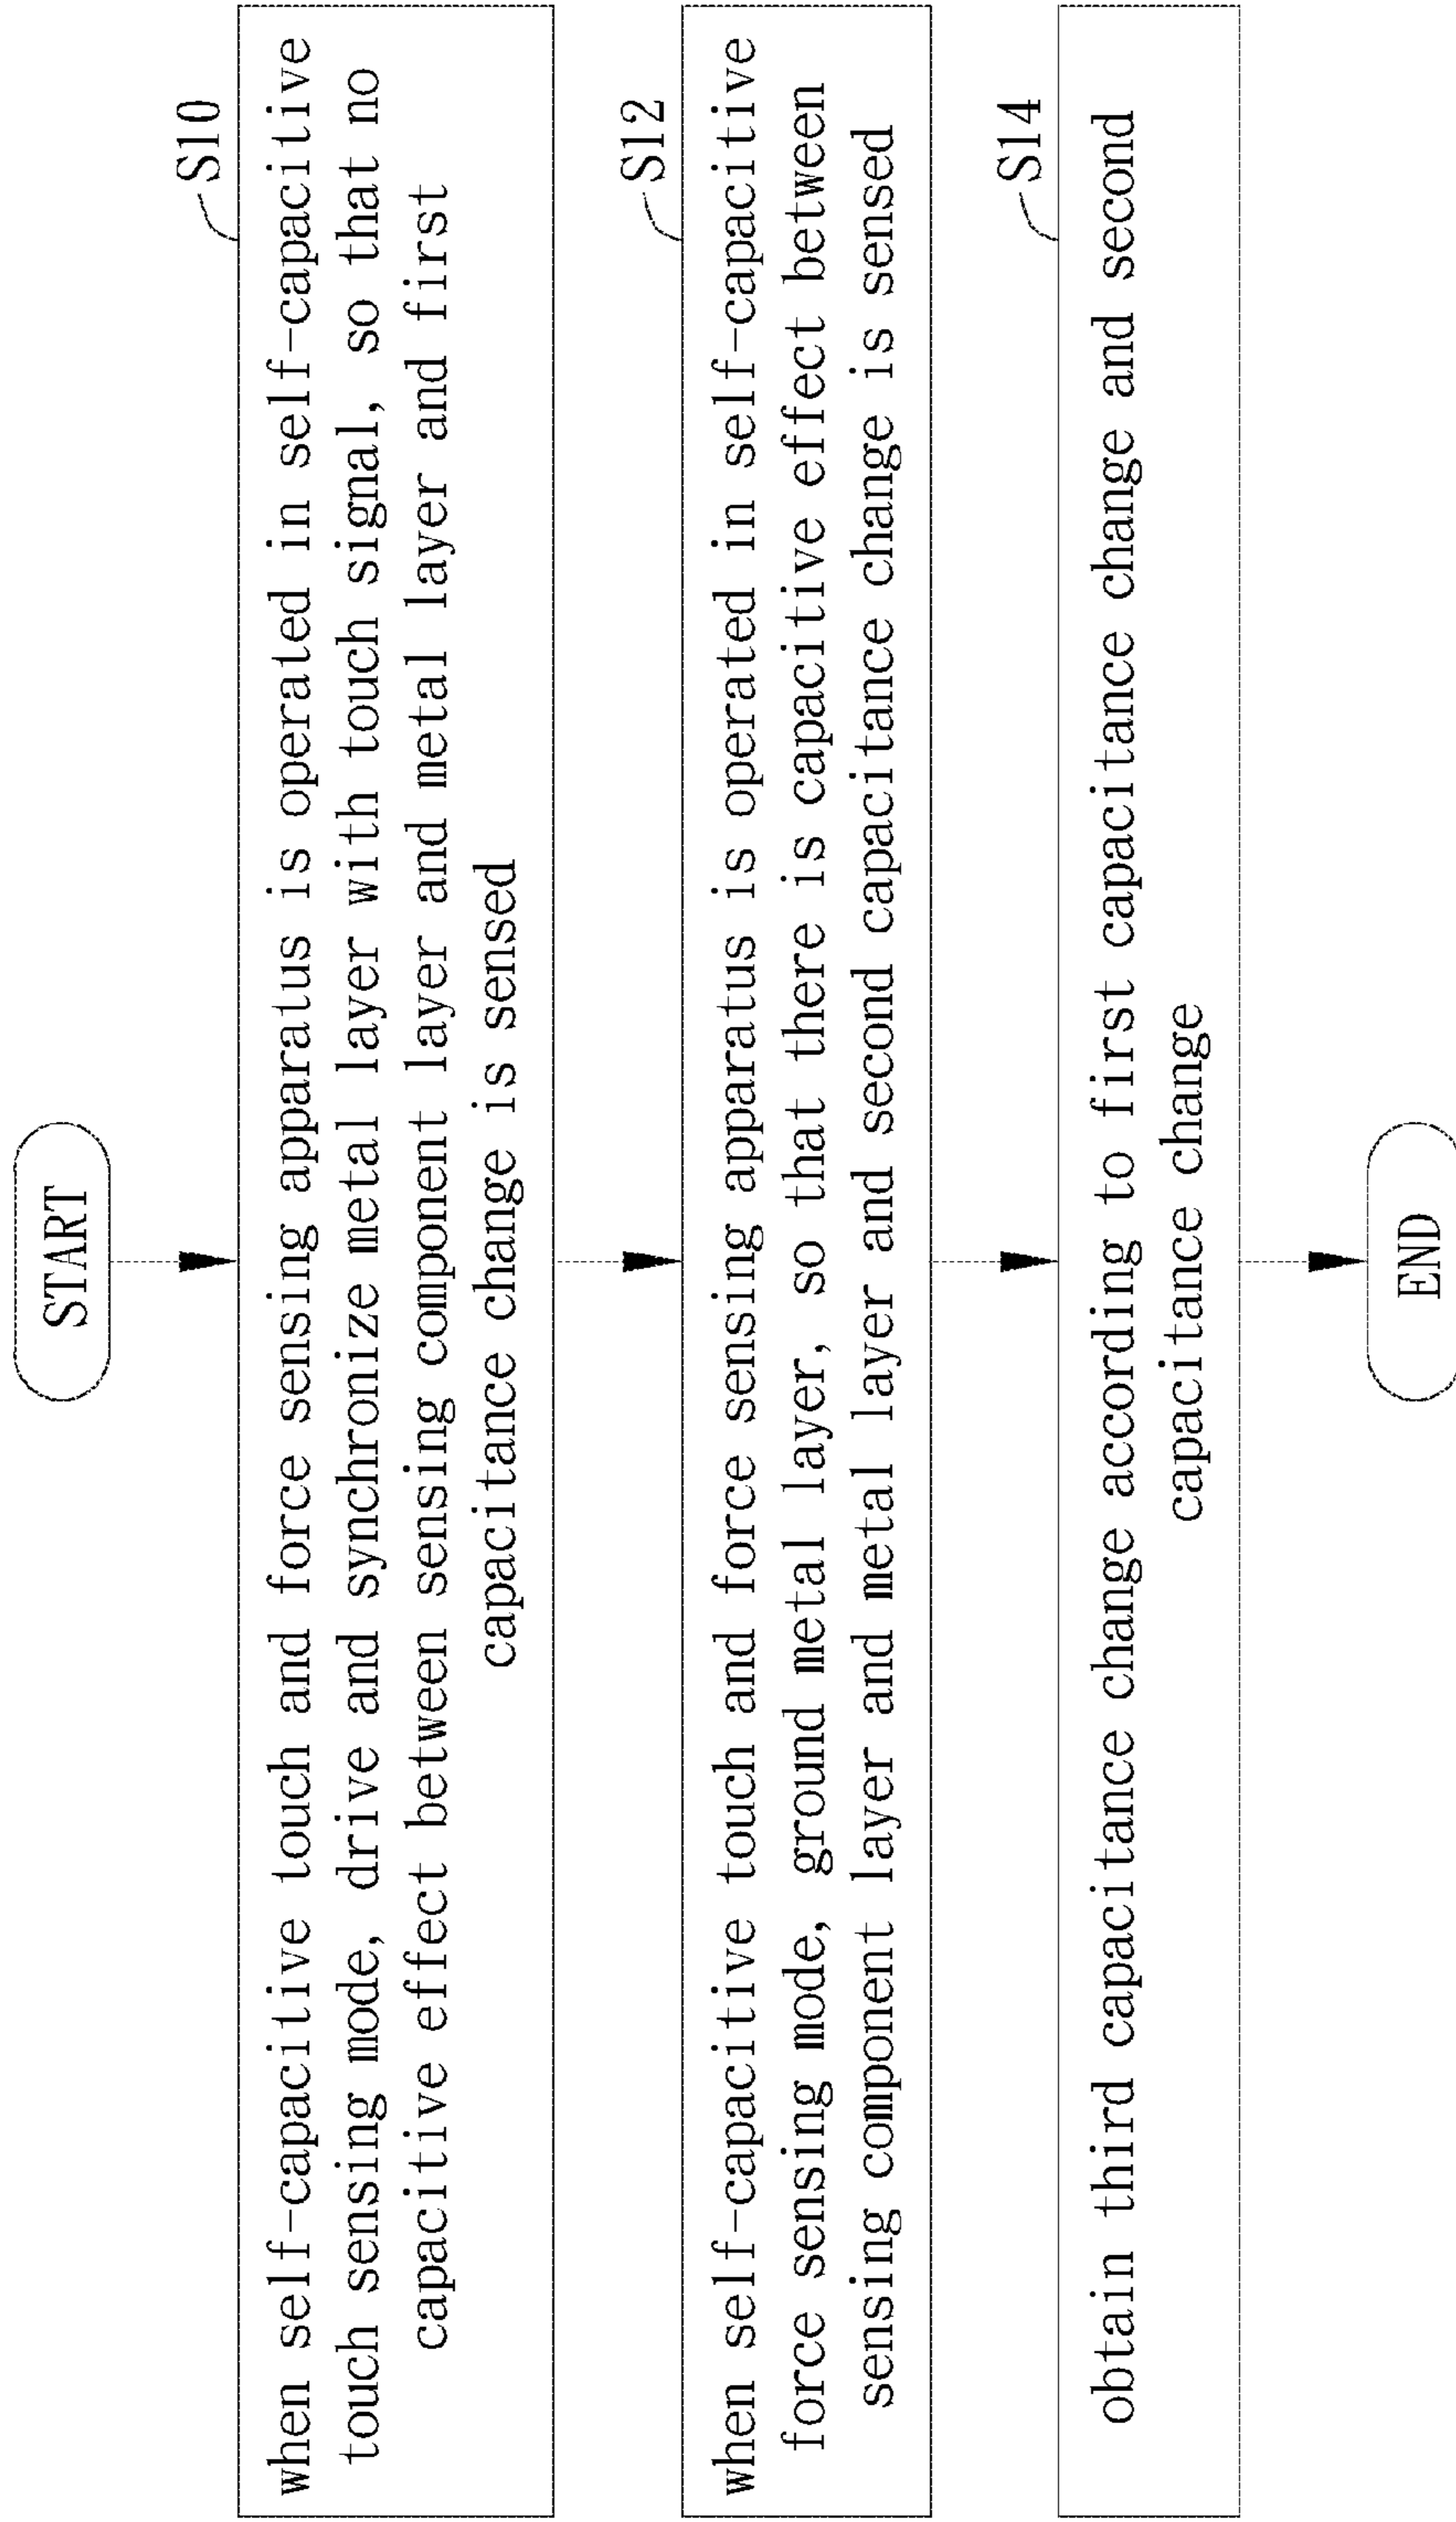 START
S10
when self-capacitive touch and force sensing apparatus is operated in self-capacitive
touch sensing mode, drive and synchronize metal layer with touch signal, so that no
capacitive effect between sensing component layer and metal layer and first
capacitance change is sensed
S12
when self-capacitive touch and force sensing apparatus is operated in self-capacitive
force sensing mode, ground metal layer, so that there is capacitive effect between
sensing component layer and metal layer and second capacitance change is sensed
S14
obtain third capacitance change according to first capacitance change and second
capacitance change
END